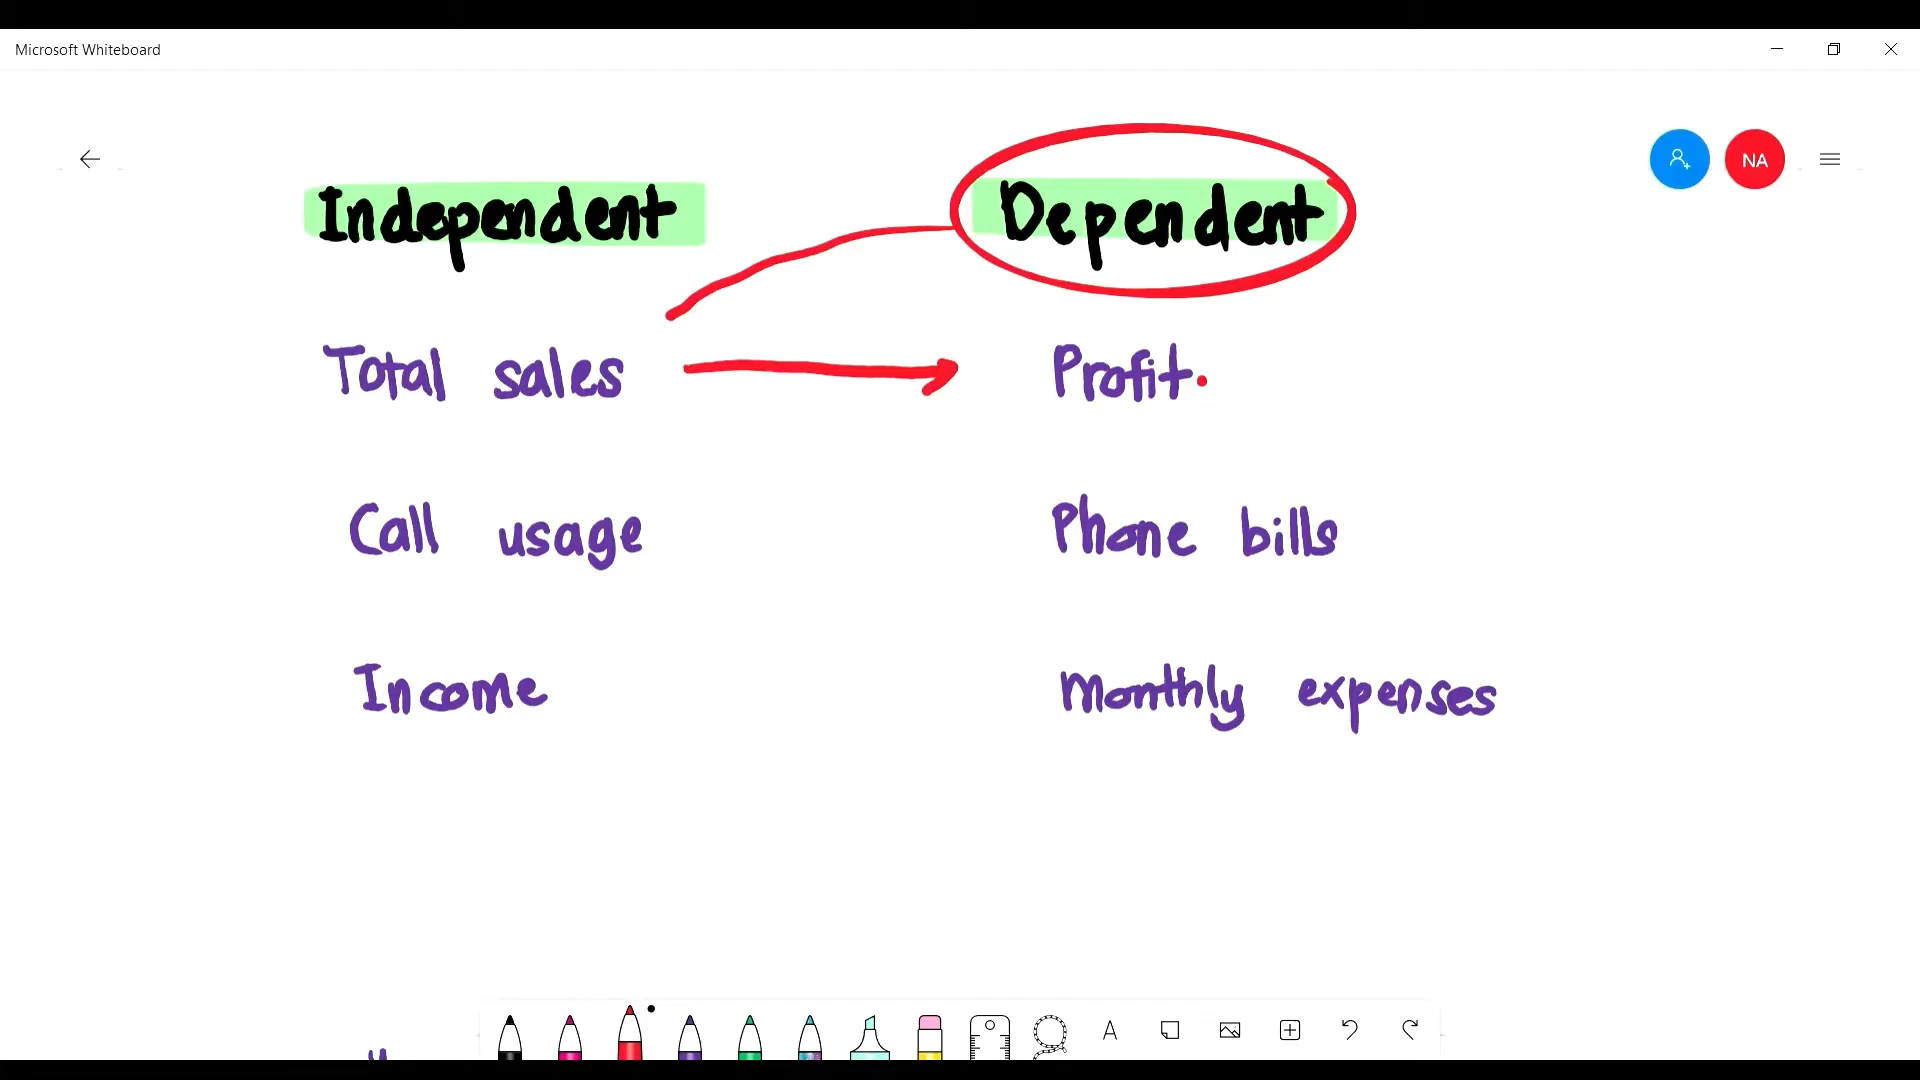 Microsoft Whiteboard
NA
Independent Dependent
Total sales Profit
Call usage Phone bills
Income Monthly expenses